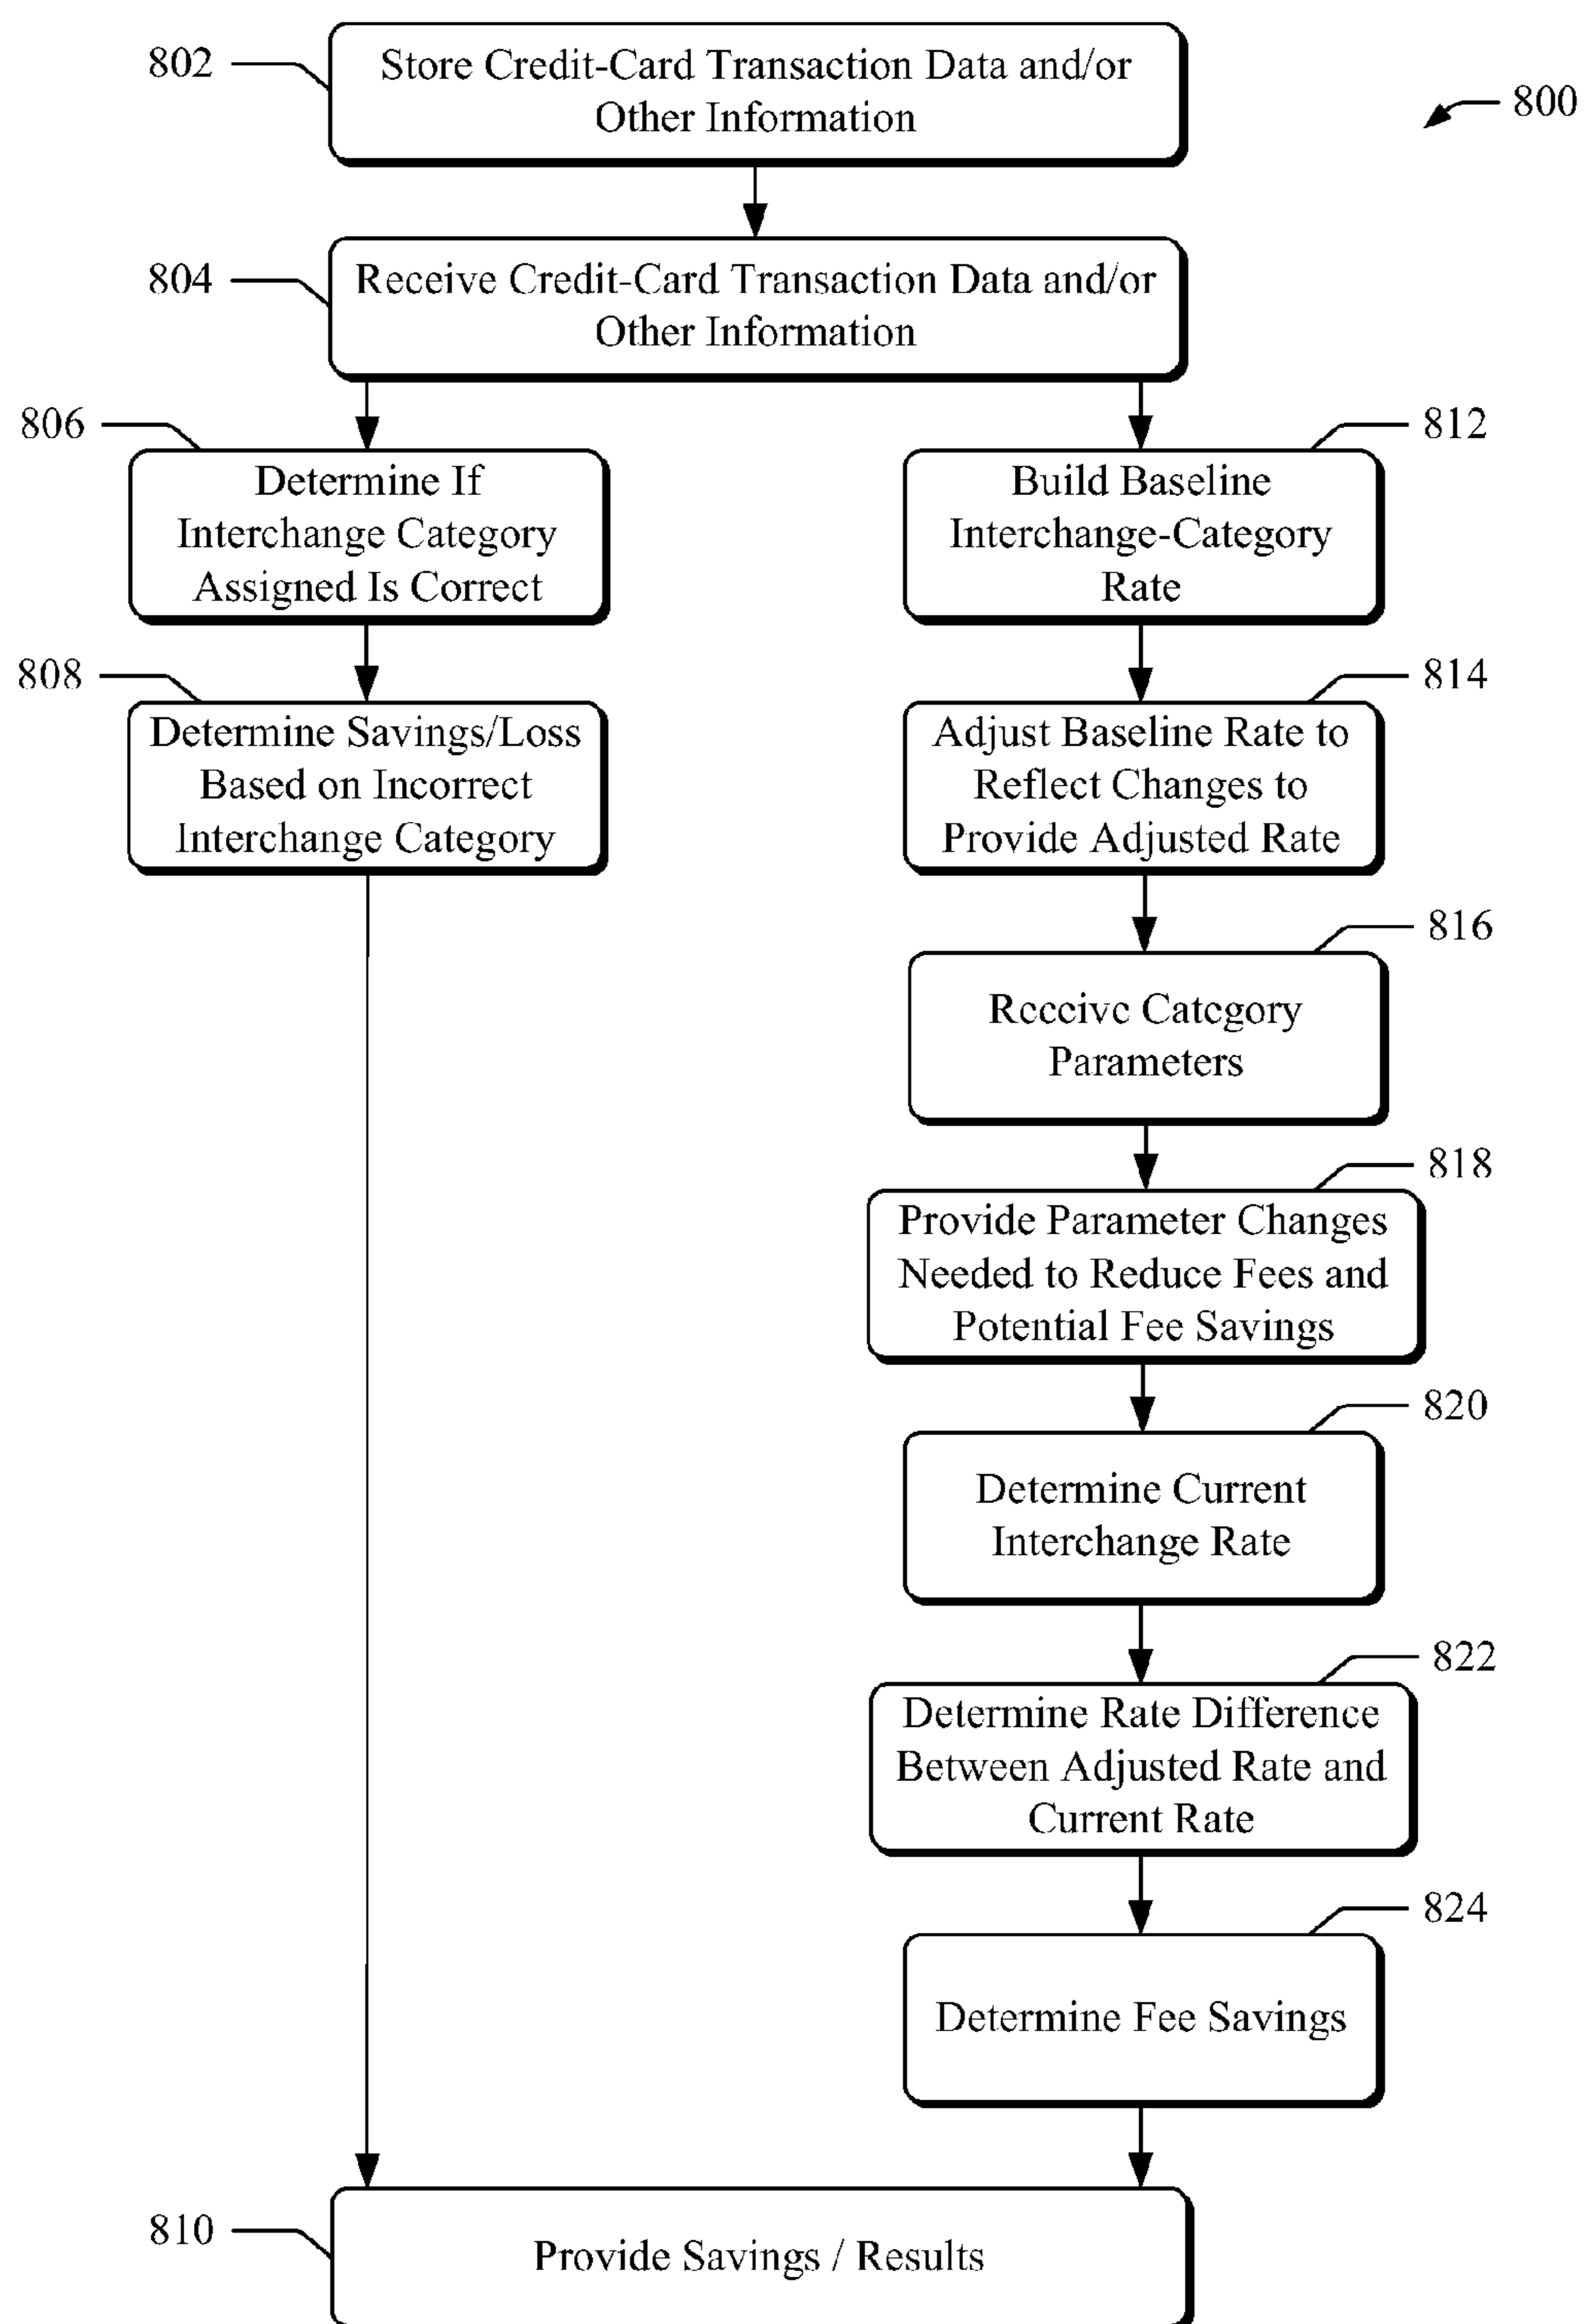 802
Store Credit-Card Transaction Data and/or
Other Information
800
804
Receive Credit-Card Transaction Data and/or
Other Information
806
Determine If
Interchange Category
Assigned Is Correct
812
Build Baseline
Interchange-Category
Rate
808
Determine Savings/Loss
Based on Incorrect
Interchange Category
814
Adjust Baseline Rate to
Reflect Changes to
Provide Adjusted Rate
816
Receive Category
Parameters
818
Provide Parameter Changes
Needed to Reduce Fees and
Potential Fee Savings
820
Determine Current
Interchange Rate
822
Determine Rate Difference
Between Adjusted Rate and
Current Rate
824
Determine Fee Savings
810
Provide Savings / Results